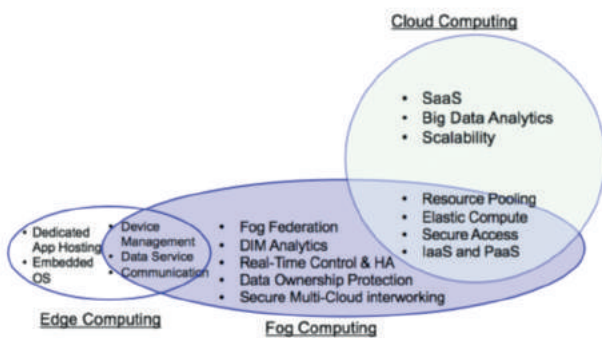 Cloud Computing
• SaaS
• Big Data Analytics
• Scalability
• Resource Pooling
• Elastic Compute
• Secure Access
• IaaS and PaaS
• Fog Federation
• DIM Analytics
• Real-Time Control & HA
• Data Ownership Protection
• Secure Multi-Cloud interworking
• Device
Management
• Data Service
• Communication
• Dedicated
App Hosting
• Embedded
OS
Edge Computing
Fog Computing